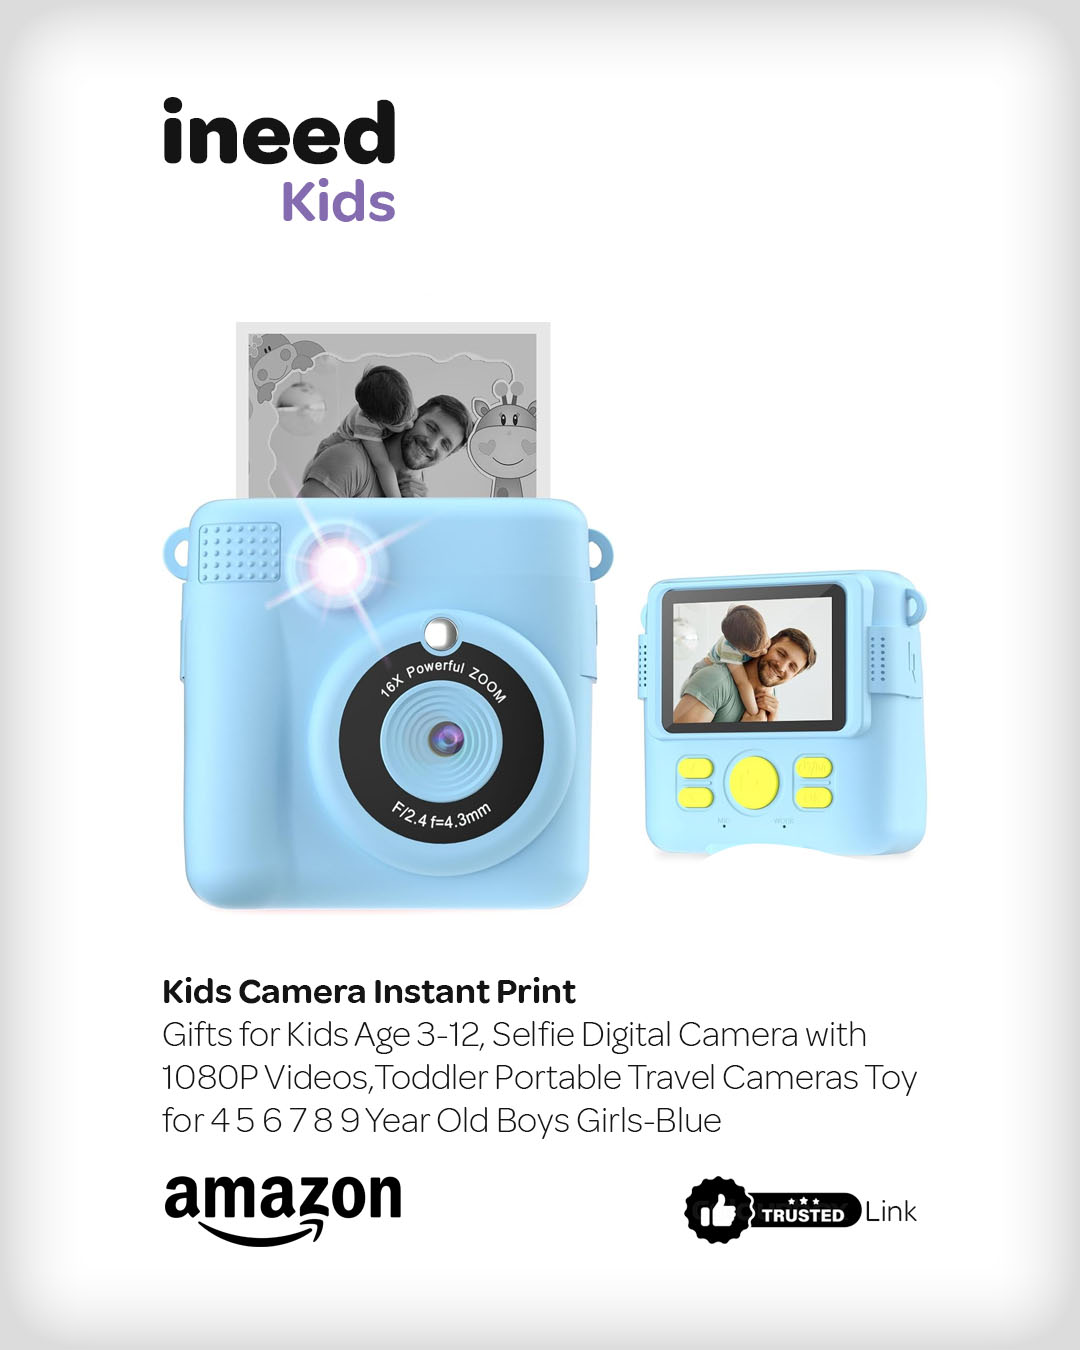 ineed
Kids
16X Powerful ZOOM
F/2.4 f=4.3mm
MIC
Kids Camera Instant Print
Gifts for Kids Age 3-12, Selfie Digital Camera with
1080P Videos,Toddler Portable Travel Cameras Toy
for 4 5 6 7 8 9 Year Old Boys Girls-Blue
amazon
TRUSTED Link